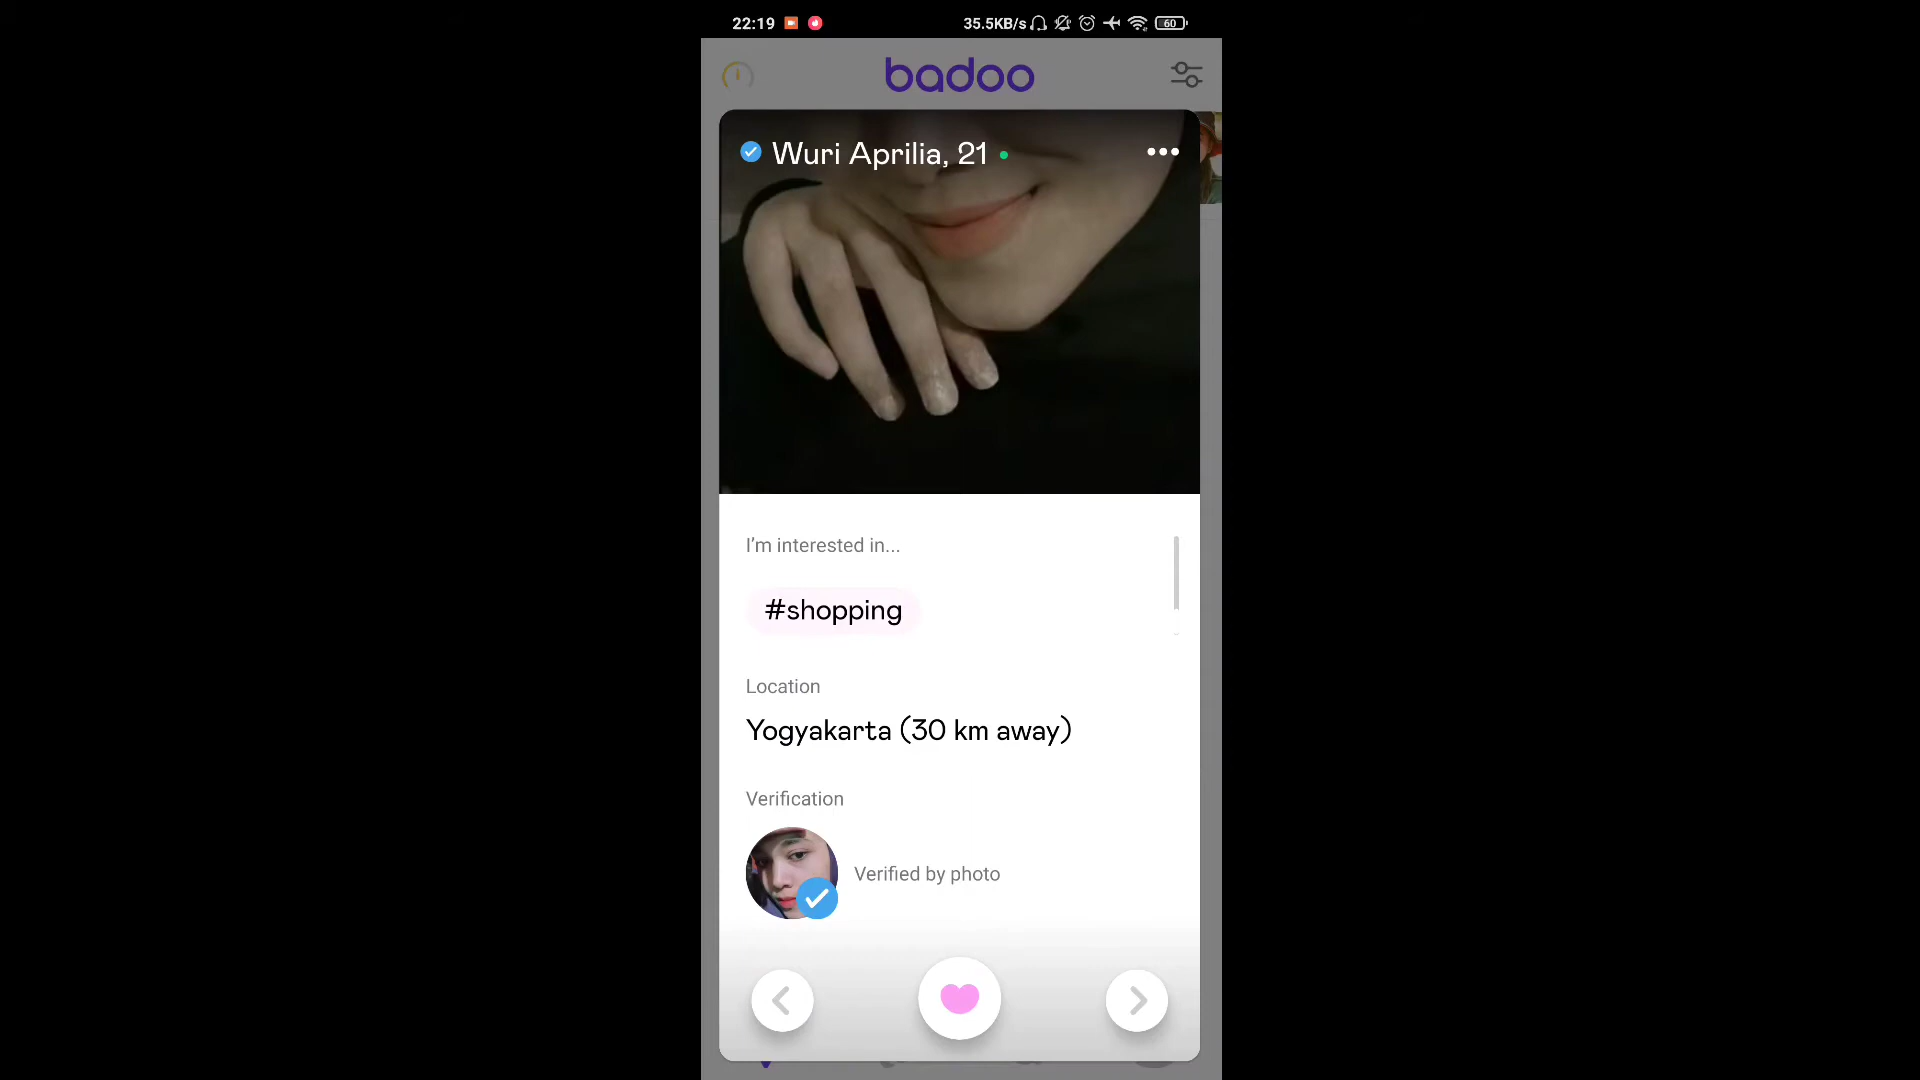 22:19
35.5KB/s
60
badoo
Wuri Aprilia, 21
I'm interested in...
#shopping
Location
Yogyakarta (30 km away)
Verification
Verified by photo